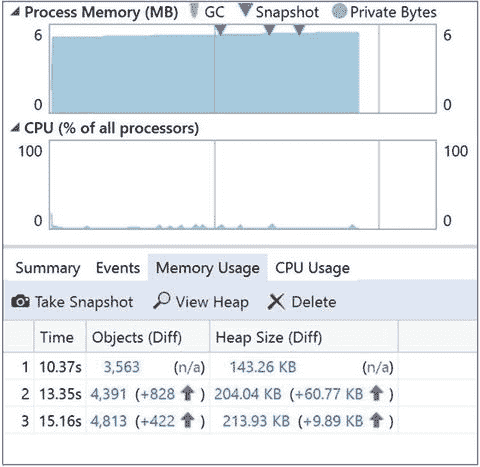 Process Memory (MB) GC Snapshot Private Bytes
6 6
0 0
CPU (% of all processors)
100 100
0 0
Summary Events Memory Usage CPU Usage
Take Snapshot View Heap Delete
Time Objects (Diff) Heap Size (Diff)
1 10.37s 3,563 (n/a) 143.26 KB (n/a)
2 13.35s 4,391 (+828 ) 204.04 KB (+60.77 KB )
3 15.16s 4,813 (+422 ) 213.93 KB (+9.89 KB )